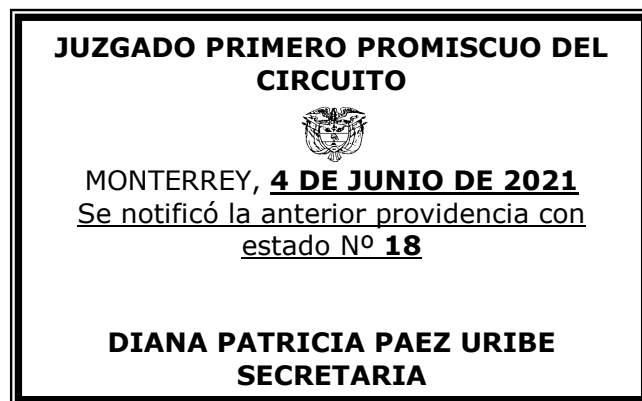 JUZGADO PRIMERO PROMISCUO DEL
CIRCUITO
MONTERREY, 4 DE JUNIO DE 2021
Se notificó la anterior providencia con
estado Nº 18
DIANA PATRICIA PAEZ URIBE
SECRETARIA